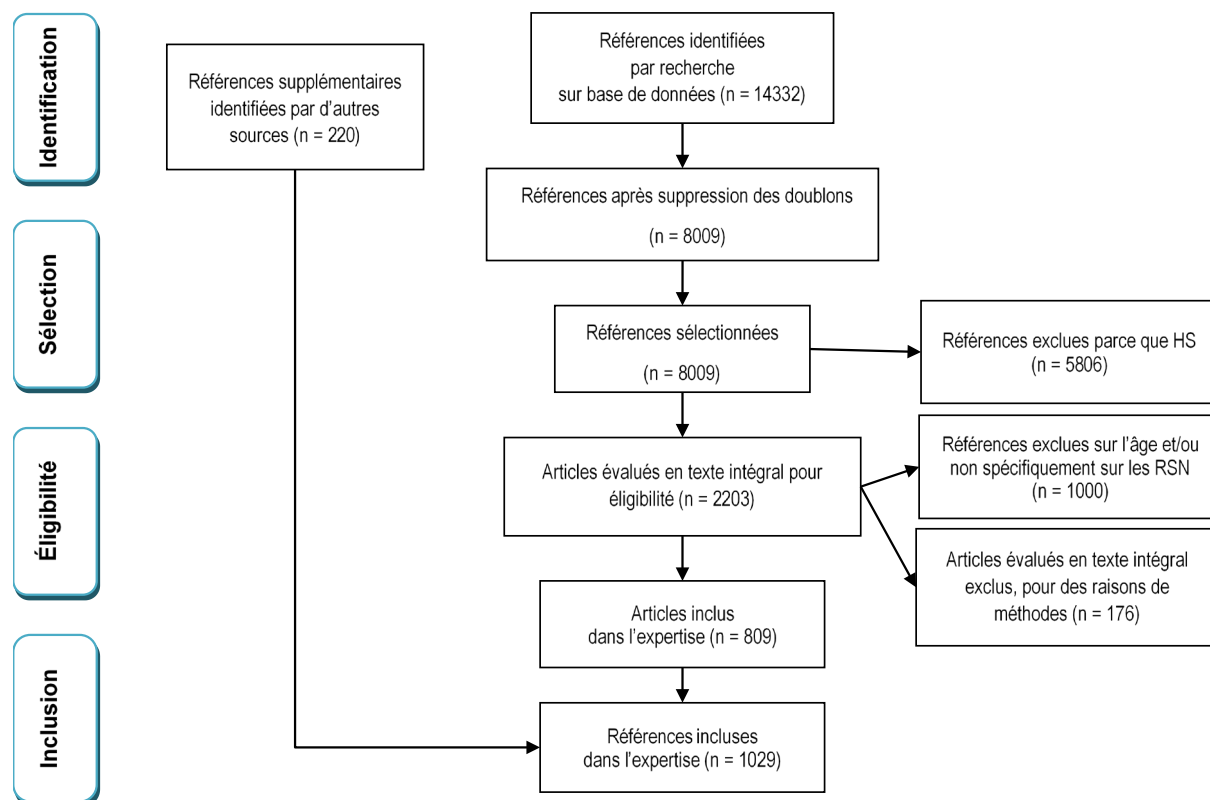 Identification
Références supplémentaires
identifiées par d'autres
sources (n = 220)
Références identifiées
par recherche
sur base de données (n = 14332)
Références après suppression des doublons
(n = 8009)
Sélection
Références sélectionnées
(n = 8009)
Références exclues parce que HS
(n = 5806)
Éligibilité
Articles évalués en texte intégral pour
éligibilité (n = 2203)
Références exclues sur l'âge et/ou
non spécifiquement sur les RSN
(n = 1000)
Articles évalués en texte intégral
exclus, pour des raisons de
méthodes (n = 176)
Articles inclus
dans l'expertise (n = 809)
Inclusion
Références incluses
dans l'expertise (n = 1029)